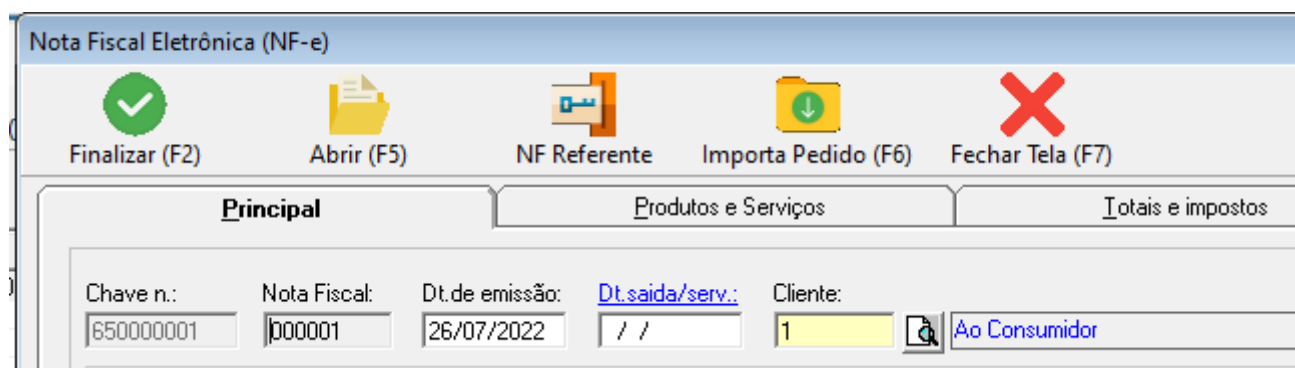 Nota Fiscal Eletrônica (NF-e)
Finalizar (F2) Abrir (F5) NF Referente Importa Pedido (F6) Fechar Tela (F7)
Principal Produtos e Serviços Totais e impostos
Chave n.: Nota Fiscal: Dt.de emissão: Dt.saida/serv.: Cliente:
650000001 000001 26/07/2022 / / 1 Ao Consumidor